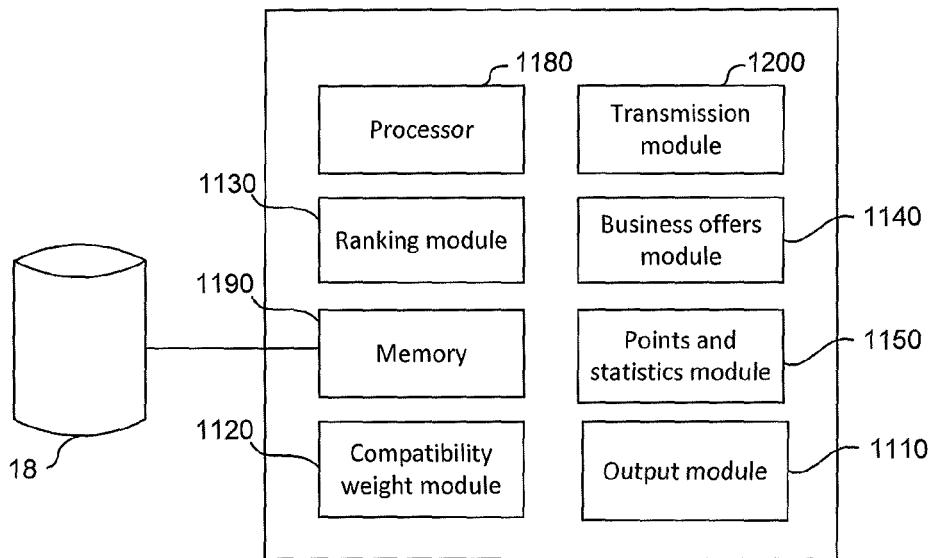 1180
1200
Processor
Transmission
module
1130
Ranking module
Business offers
module
1140
1190
Memory
Points and
statistics module
1150
1120
Compatibility
weight module
Output module
1110
18